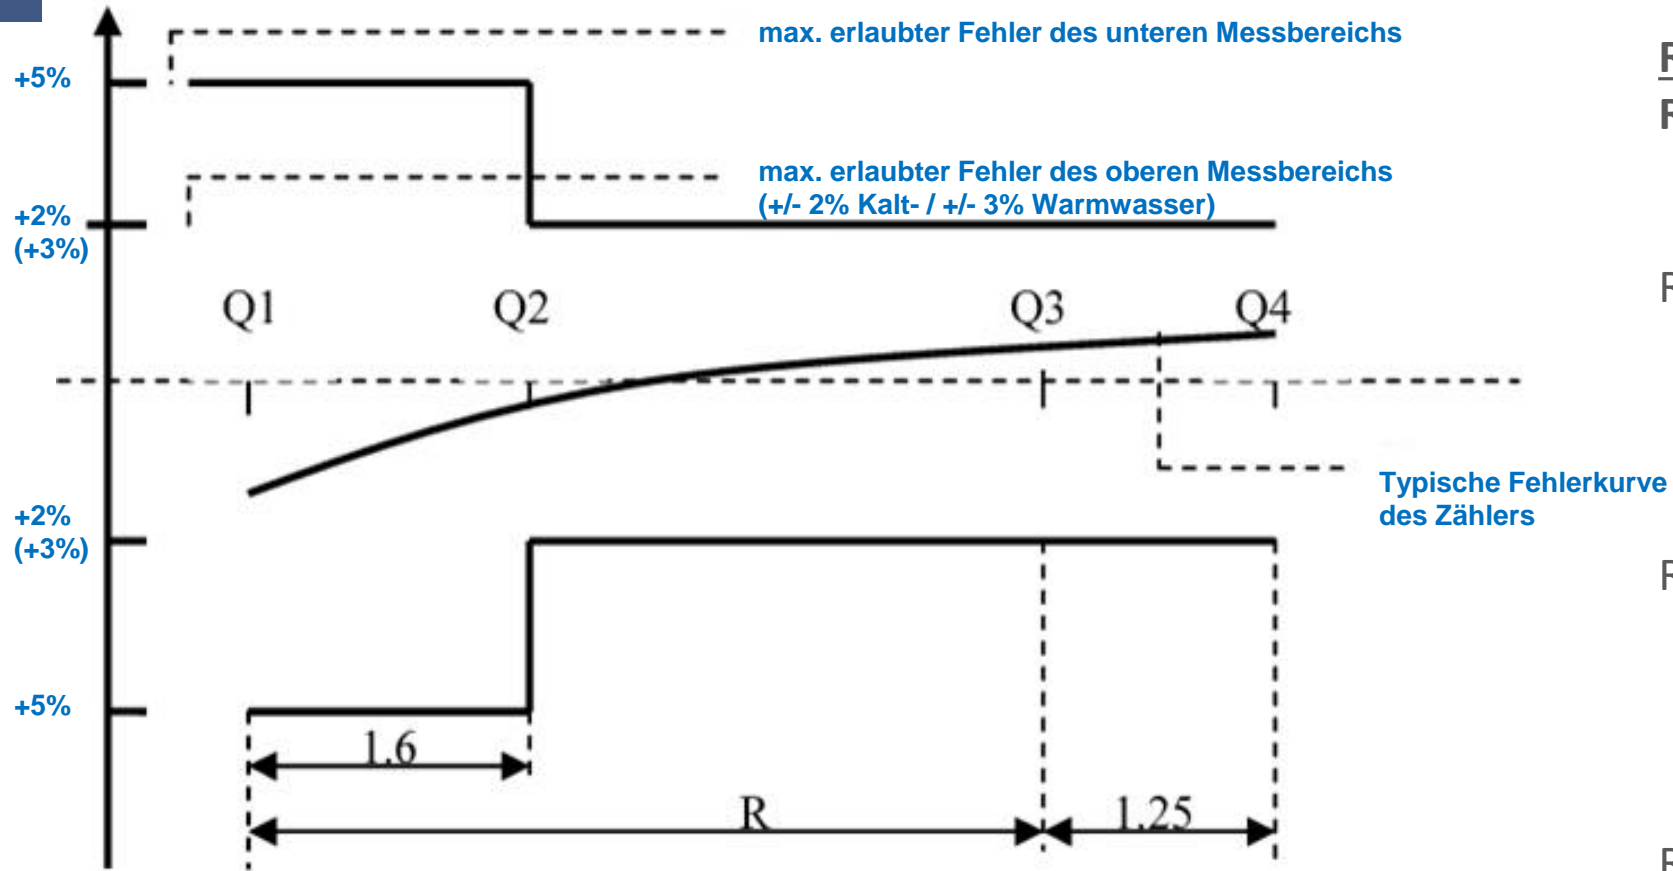 max. erlaubter Fehler des unteren Messbereichs
+5%
max. erlaubter Fehler des oberen Messbereichs
(+/- 2% Kalt- / +/- 3% Warmwasser)
+2%
(+3%)
Q1 Q2 Q3 Q4
Typische Fehlerkurve
des Zählers
+2%
(+3%)
+5%
1.6
R 1.25